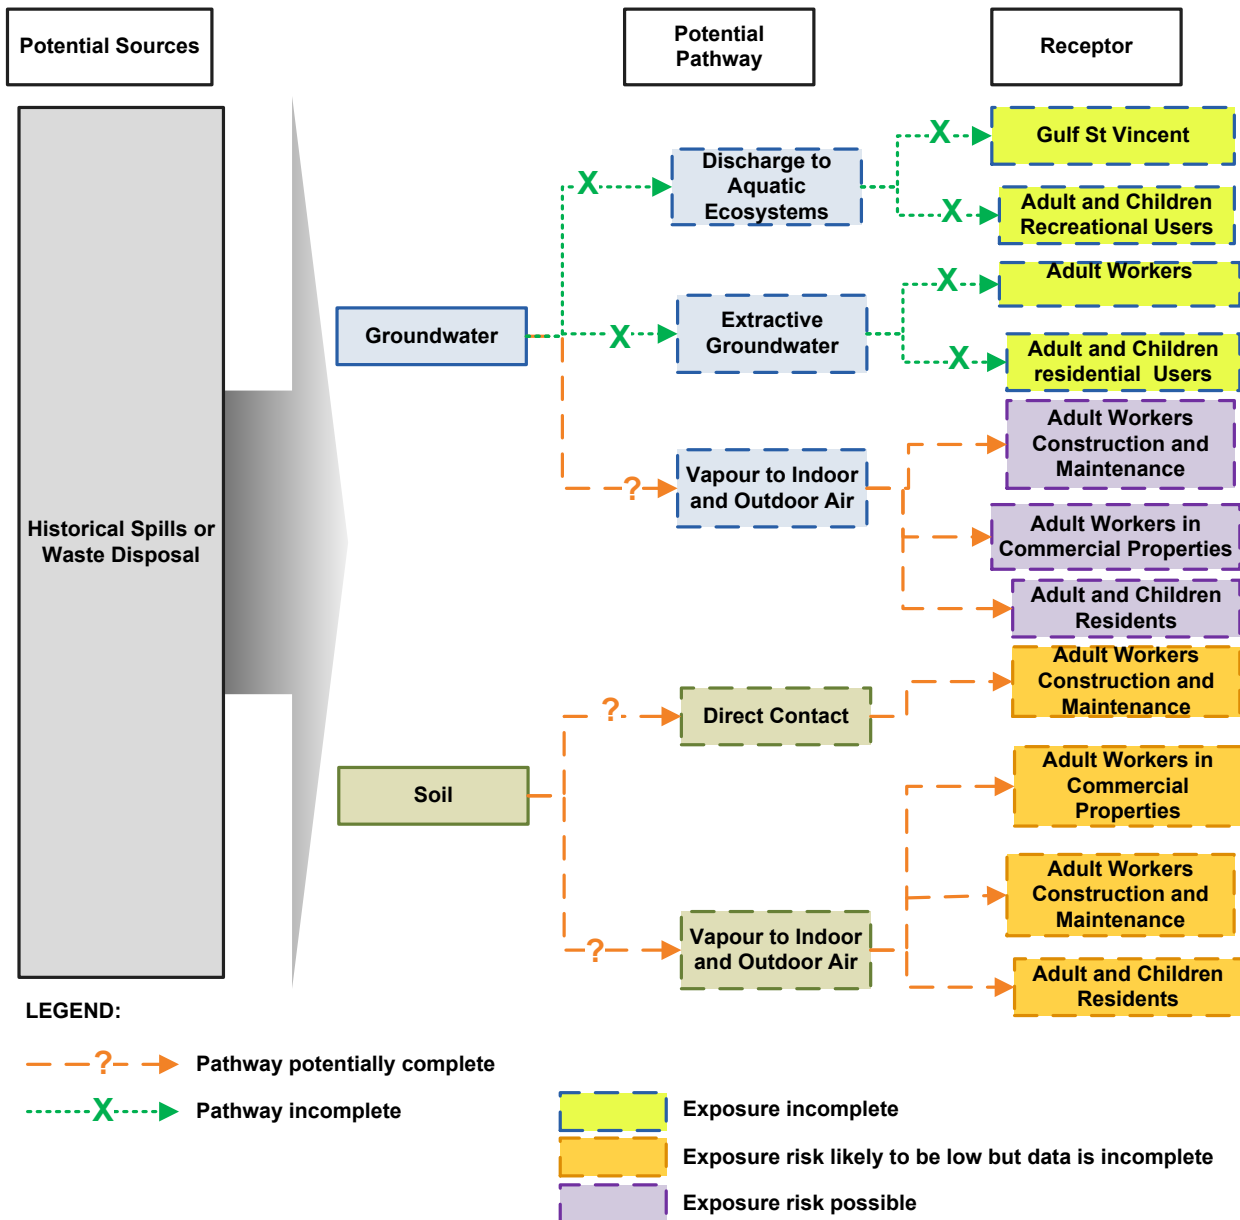 Potential Sources
Potential
Pathway
Receptor
Historical Spills or
Waste Disposal
Groundwater
X
Discharge to
Aquatic
Ecosystems
X
Gulf St Vincent
X
Adult and Children
Recreational Users
X
Extractive
Groundwater
X
Adult Workers
X
Adult and Children
residential Users
?
Vapour to Indoor
and Outdoor Air
Adult Workers
Construction and
Maintenance
Adult Workers in
Commercial Properties
Adult and Children
Residents
Soil
?
Direct Contact
Adult Workers
Construction and
Maintenance
?
Vapour to Indoor
and Outdoor Air
Adult Workers in
Commercial
Properties
Adult Workers
Construction and
Maintenance
Adult and Children
Residents
LEGEND:
? Pathway potentially complete
X Pathway incomplete
Exposure incomplete
Exposure risk likely to be low but data is incomplete
Exposure risk possible